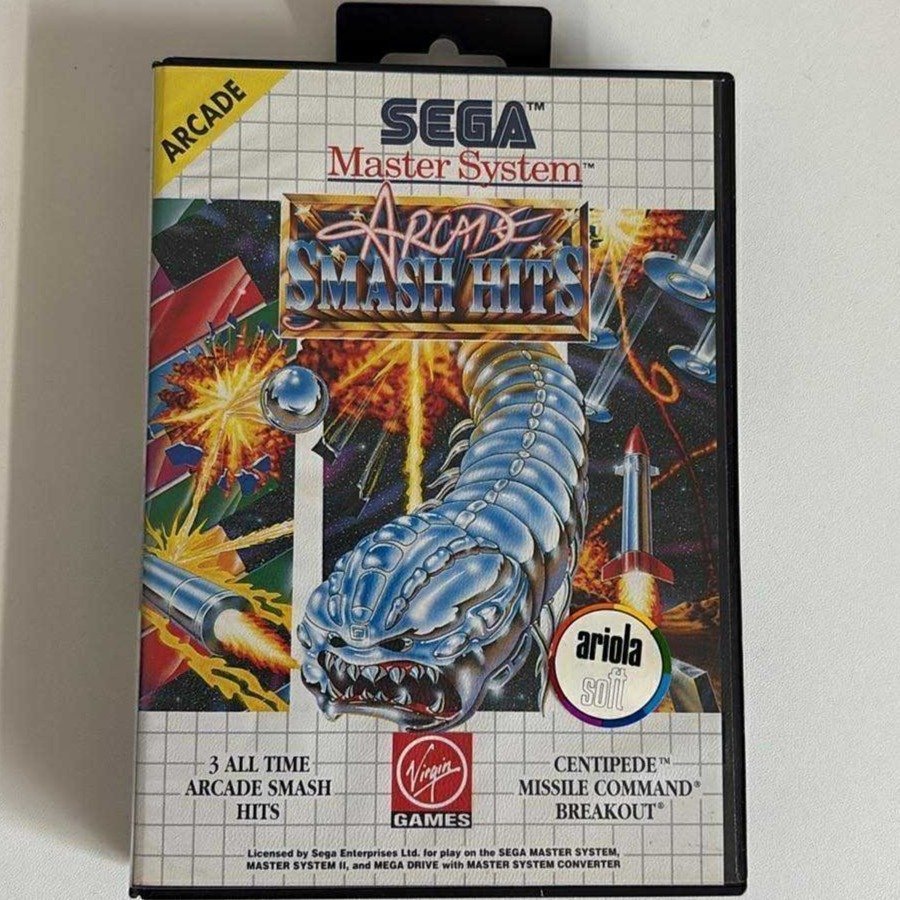 ARCADE
SEGA™
Master System™
ARCADE
SMASH HITS
ariola
soft
3 ALL TIME
ARCADE SMASH
HITS
Virgin
GAMES
CENTIPEDE™
MISSILE COMMAND®
BREAKOUT®
Licensed by Sega Enterprises Ltd. for play on the SEGA MASTER SYSTEM,
MASTER SYSTEM II, and MEGA DRIVE with MASTER SYSTEM CONVERTER